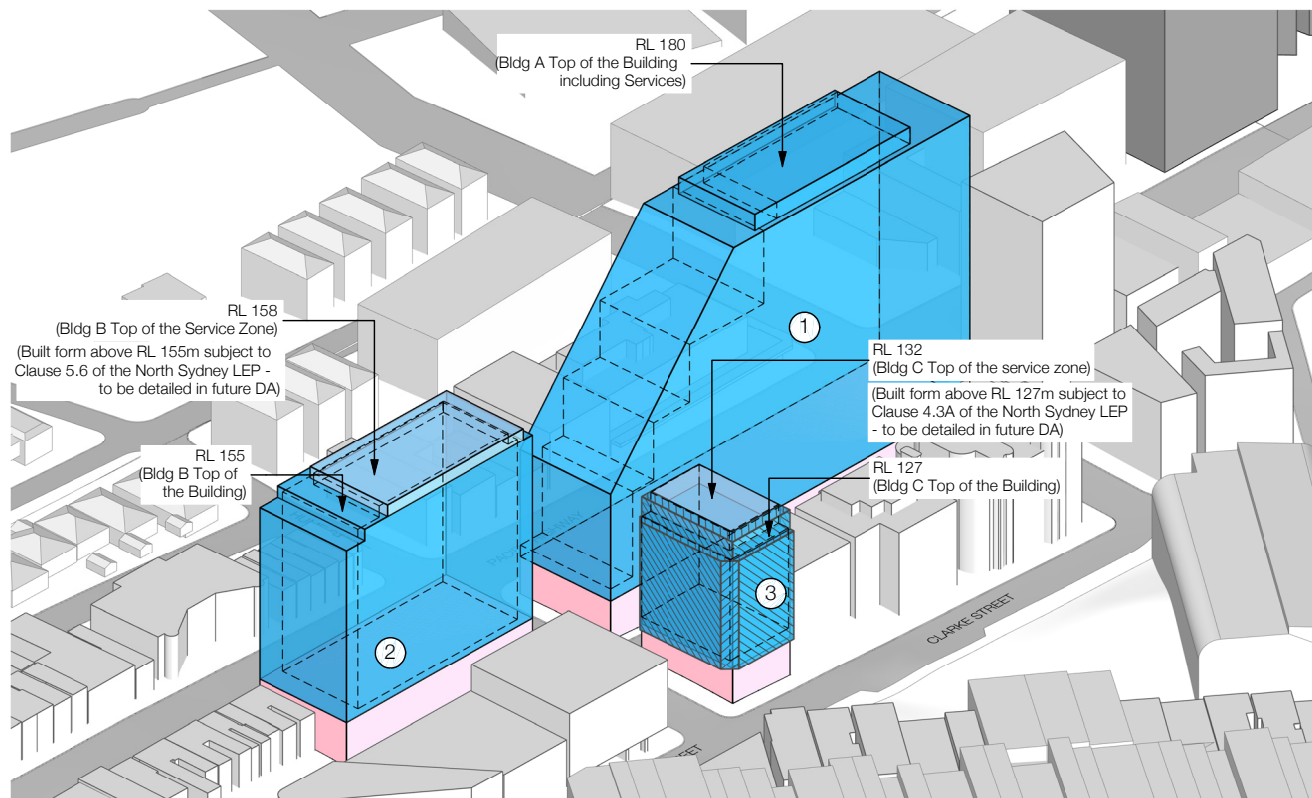 RL 180
(Bldg A Top of the Building
including Services)
1
RL 158
(Bldg B Top of the Service Zone)
(Built form above RL 155m subject to
Clause 5.6 of the North Sydney LEP -
to be detailed in future DA)
RL 132
(Bldg C Top of the service zone)
(Built form above RL 127m subject to
Clause 4.3A of the North Sydney LEP
- to be detailed in future DA)
RL 155
(Bldg B Top of
the Building)
RL 127
(Bldg C Top of the Building)
3
2
CLARKE STREET